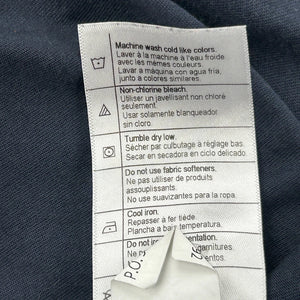 Machine wash cold like colors.
Laver à la machine à l'eau froide
avec les mêmes couleurs.
Lavar a máquina con agua fria,
junto a colores similares.
Non-chlorine bleach.
Utiliser un javellisant non chloré
seulement.
Usar solamente blanqueador
sin cloro.
Tumble dry low.
Sécher par culbutage à réglage bas.
Secar en secadora en ciclo delicado
Do not use fabric softeners.
Ne pas utiliser de produits
assouplissants.
No use suavizantes para la ropa.
Cool iron.
Repasser à fer tiède.
Plancha a baja temperatura
Do not
Ne
P.O.